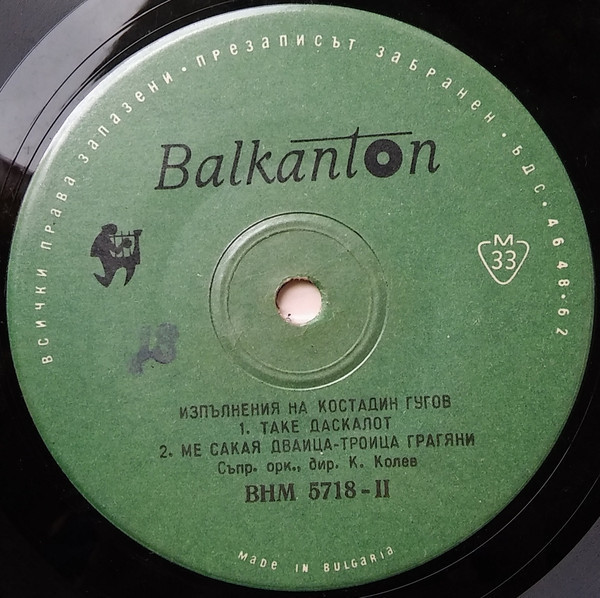 ВСИЧКИ ПРАВА ЗАПАЗЕНИ • ПРЕЗАПИСЪТ ЗАБРАНЕН • БДС • 4648 • 62
Balkanton
М
33
ИЗПЪЛНЕНИЯ НА КОСТАДИН ГУГОВ
1. ТАКЕ ДАСКАЛОТ
2. МЕ САКАЯ ДВАИЦА-ТРОИЦА ГРАГЯНИ
Съпр. орк., дир. К. Колев
ВНМ 5718-II
Made IN BULGARIA